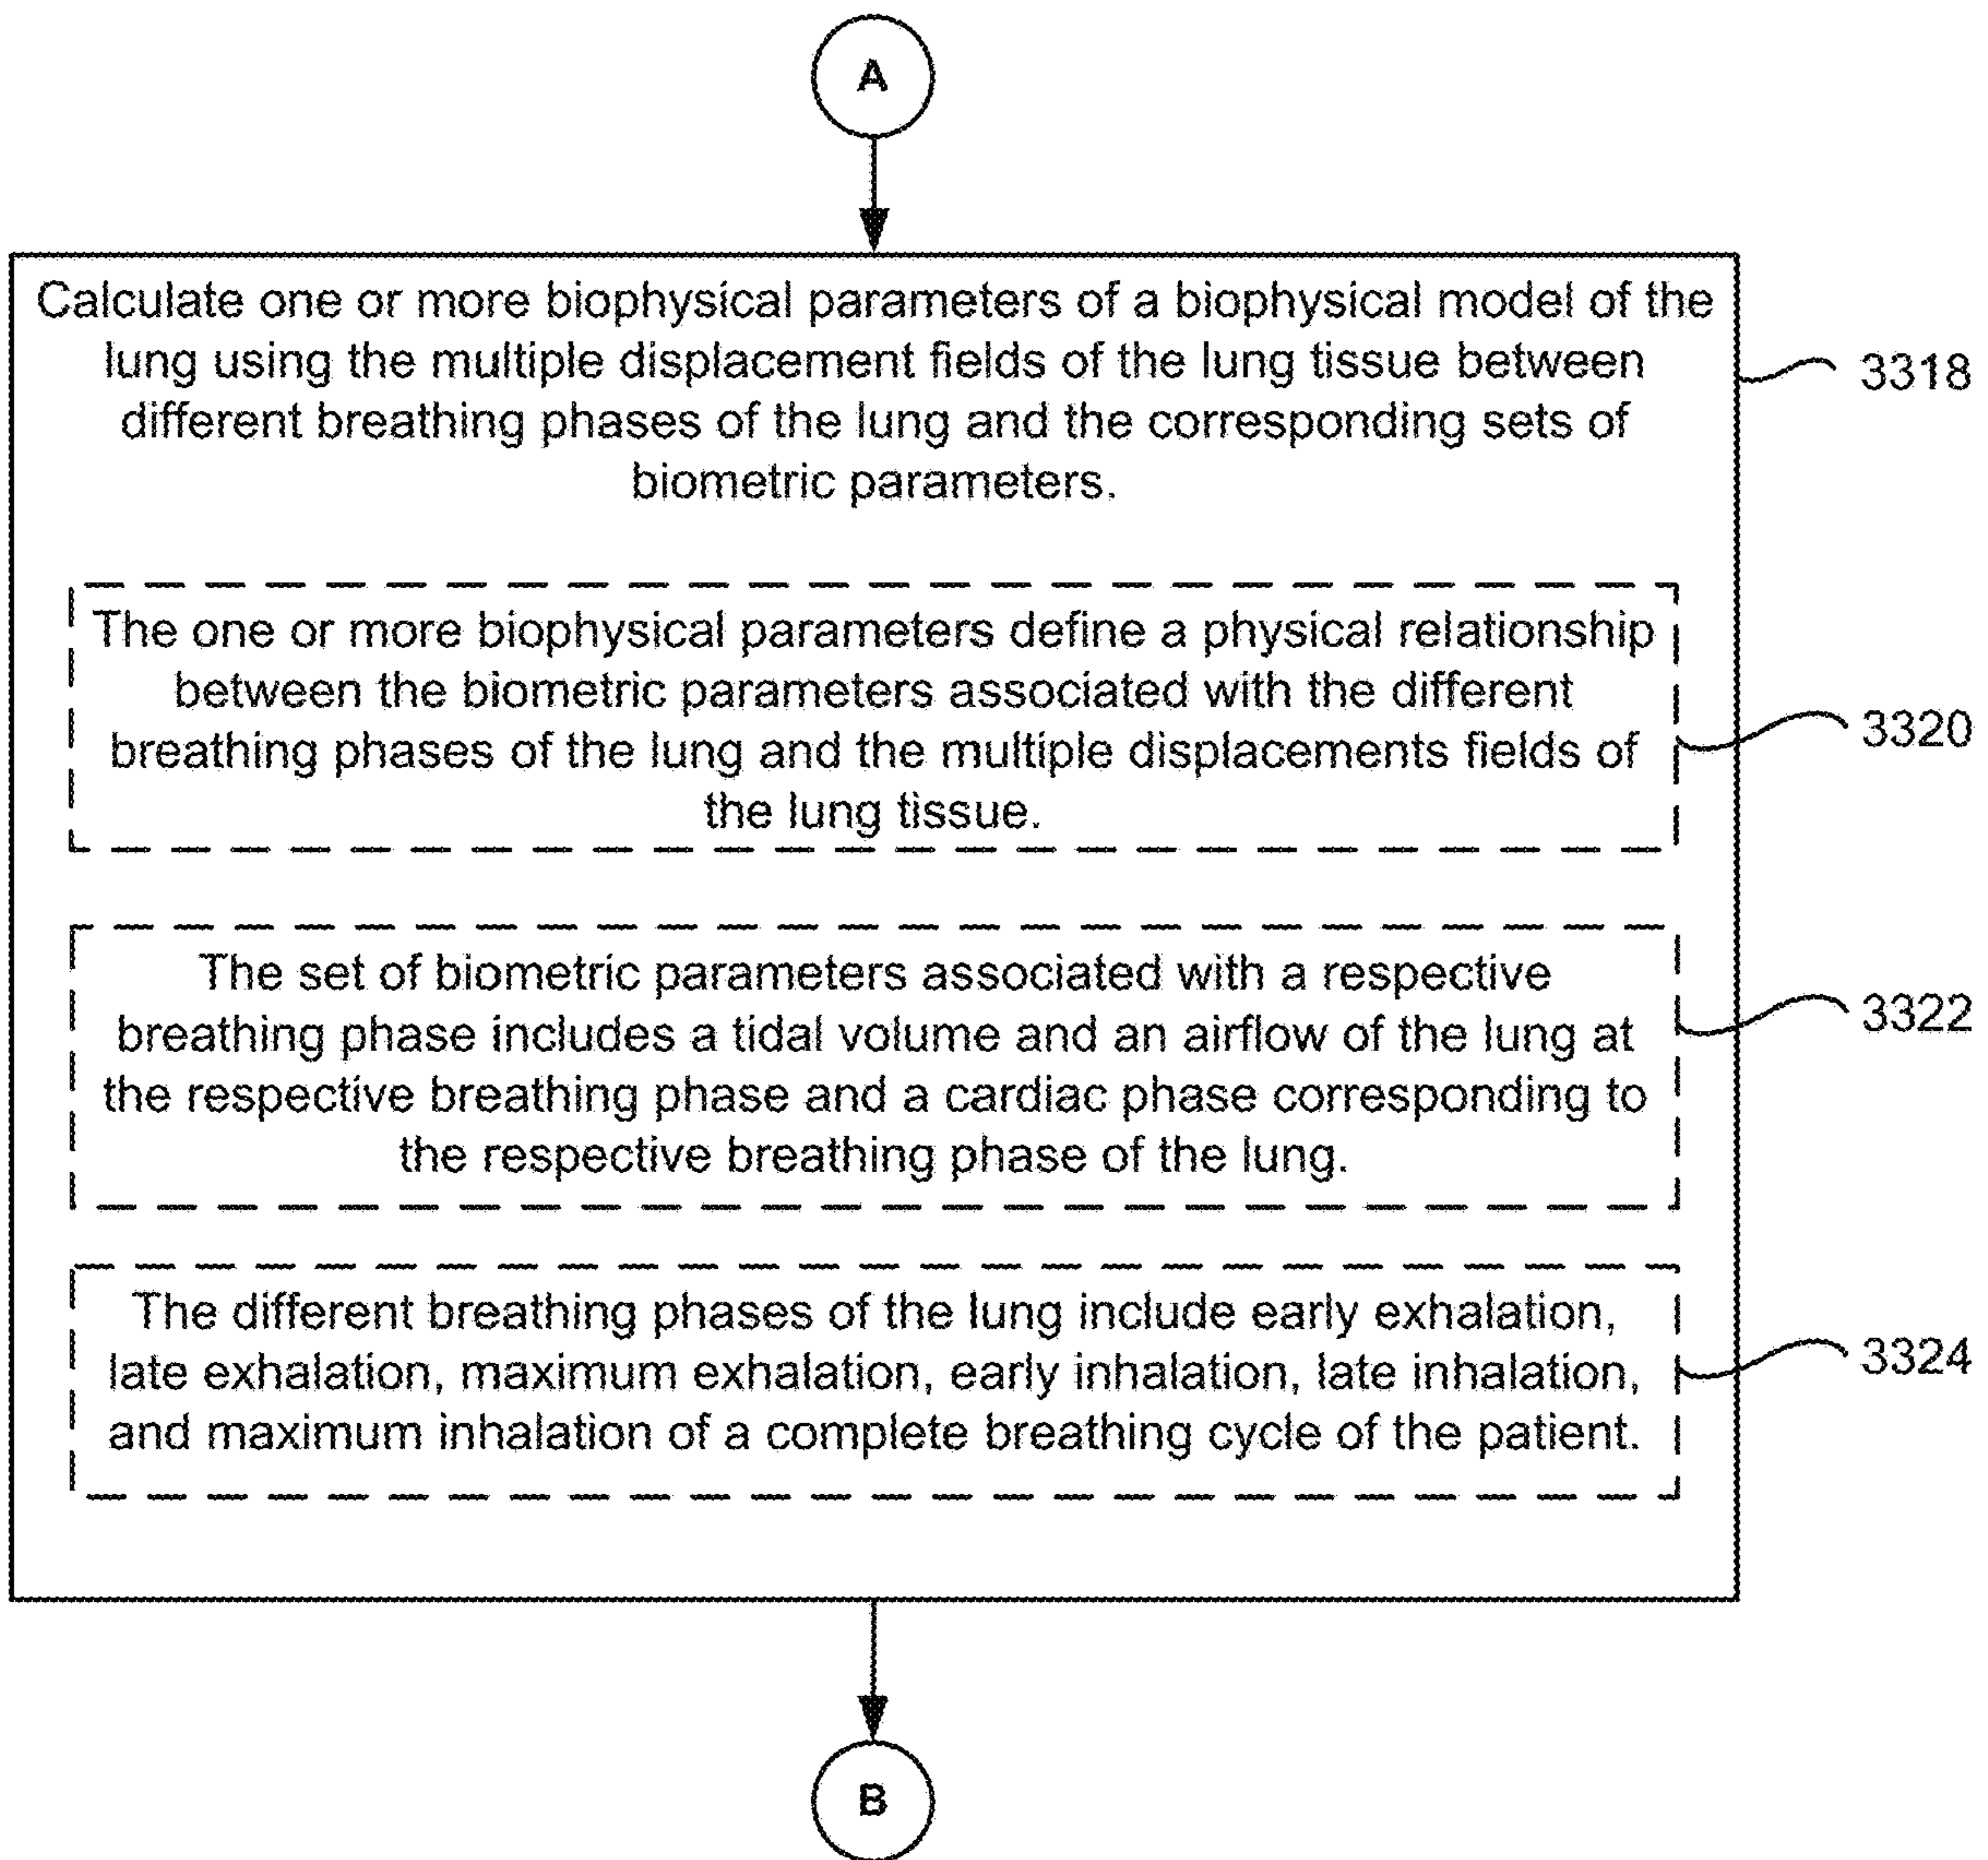 A
Calculate one or more biophysical parameters of a biophysical model of the
lung using the multiple displacement fields of the lung tissue between
different breathing phases of the lung and the corresponding sets of
biometric parameters.
3318
The one or more biophysical parameters define a physical relationship
between the biometric parameters associated with the different
breathing phases of the lung and the multiple displacements fields of
the lung tissue.
3320
The set of biometric parameters associated with a respective
breathing phase includes a tidal volume and an airflow of the lung at
the respective breathing phase and a cardiac phase corresponding to
the respective breathing phase of the lung.
3322
The different breathing phases of the lung include early exhalation,
late exhalation, maximum exhalation, early inhalation, late inhalation,
and maximum inhalation of a complete breathing cycle of the patient.
3324
B